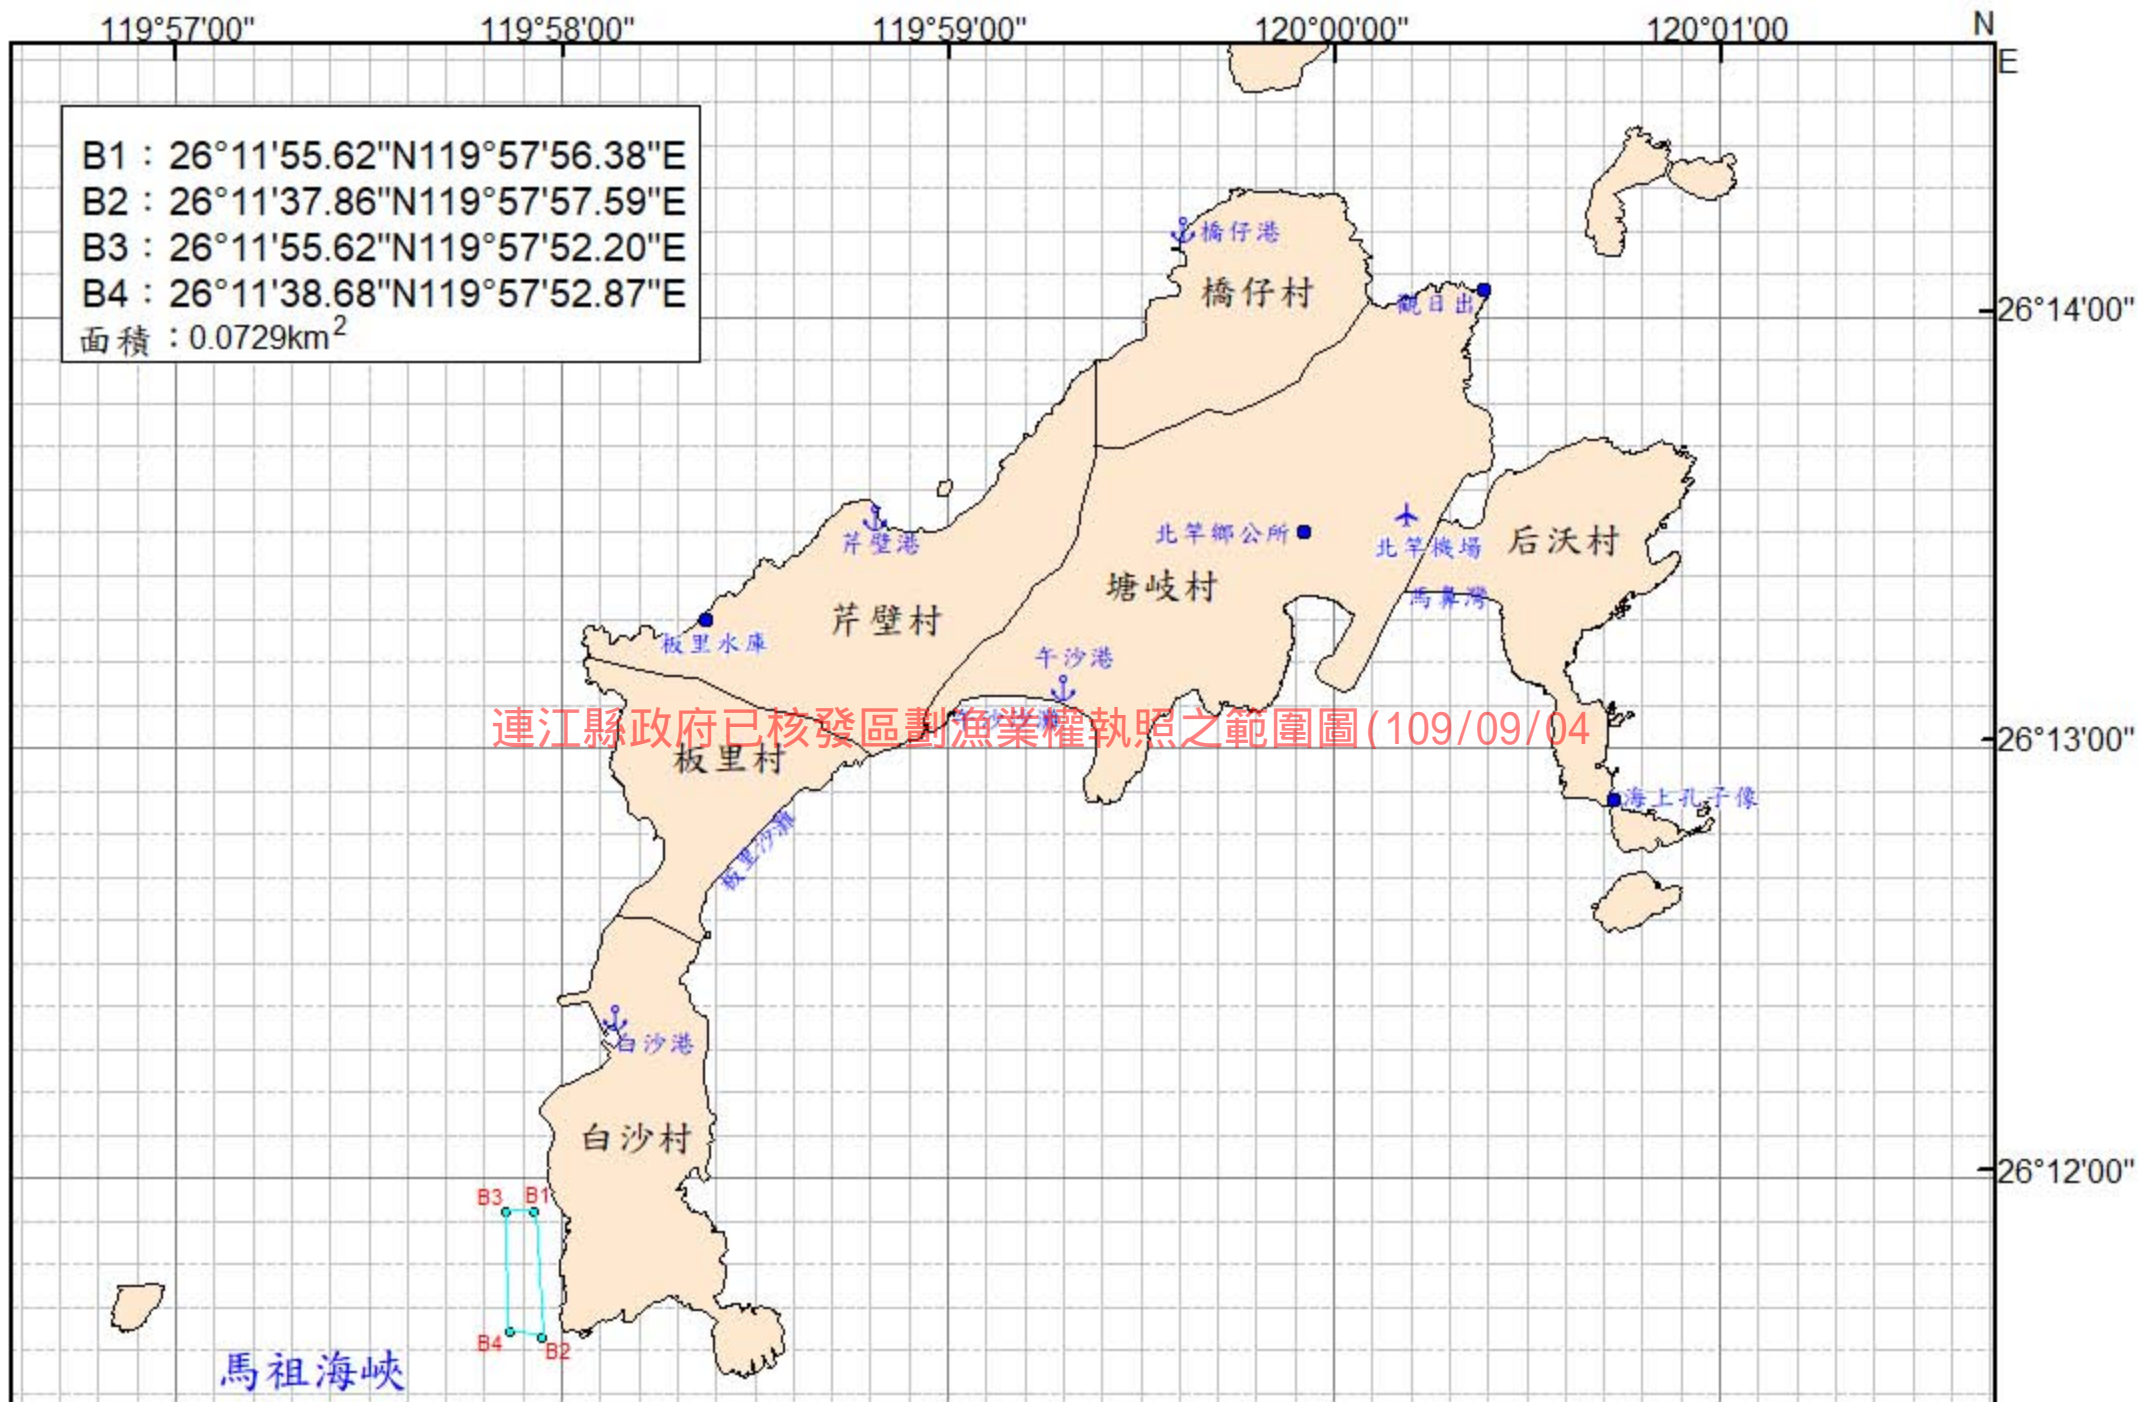 119°57'00" 119°58'00" 119°59'00" 120°00'00" 120°01'00 N
E
B1：26°11'55.62"N119°57'56.38"E
B2：26°11'37.86"N119°57'57.59"E
B3：26°11'55.62"N119°57'52.20"E
B4：26°11'38.68"N119°57'52.87"E
面積：0.0729km2
橋仔港
橋仔村
觀日出
26°14'00"
芹壁港
北竿鄉公所
北竿機場
后沃村
塘岐村
馬鼻灣
芹壁村
板里水庫
午沙港
午沙沙灘
連江縣政府已核發區劃漁業權執照之範圍圖(109/09/04
26°13'00"
板里村
海上孔子像
板里沙灘
白沙港
白沙村
26°12'00"
B3 B1
B4 B2
馬祖海峽